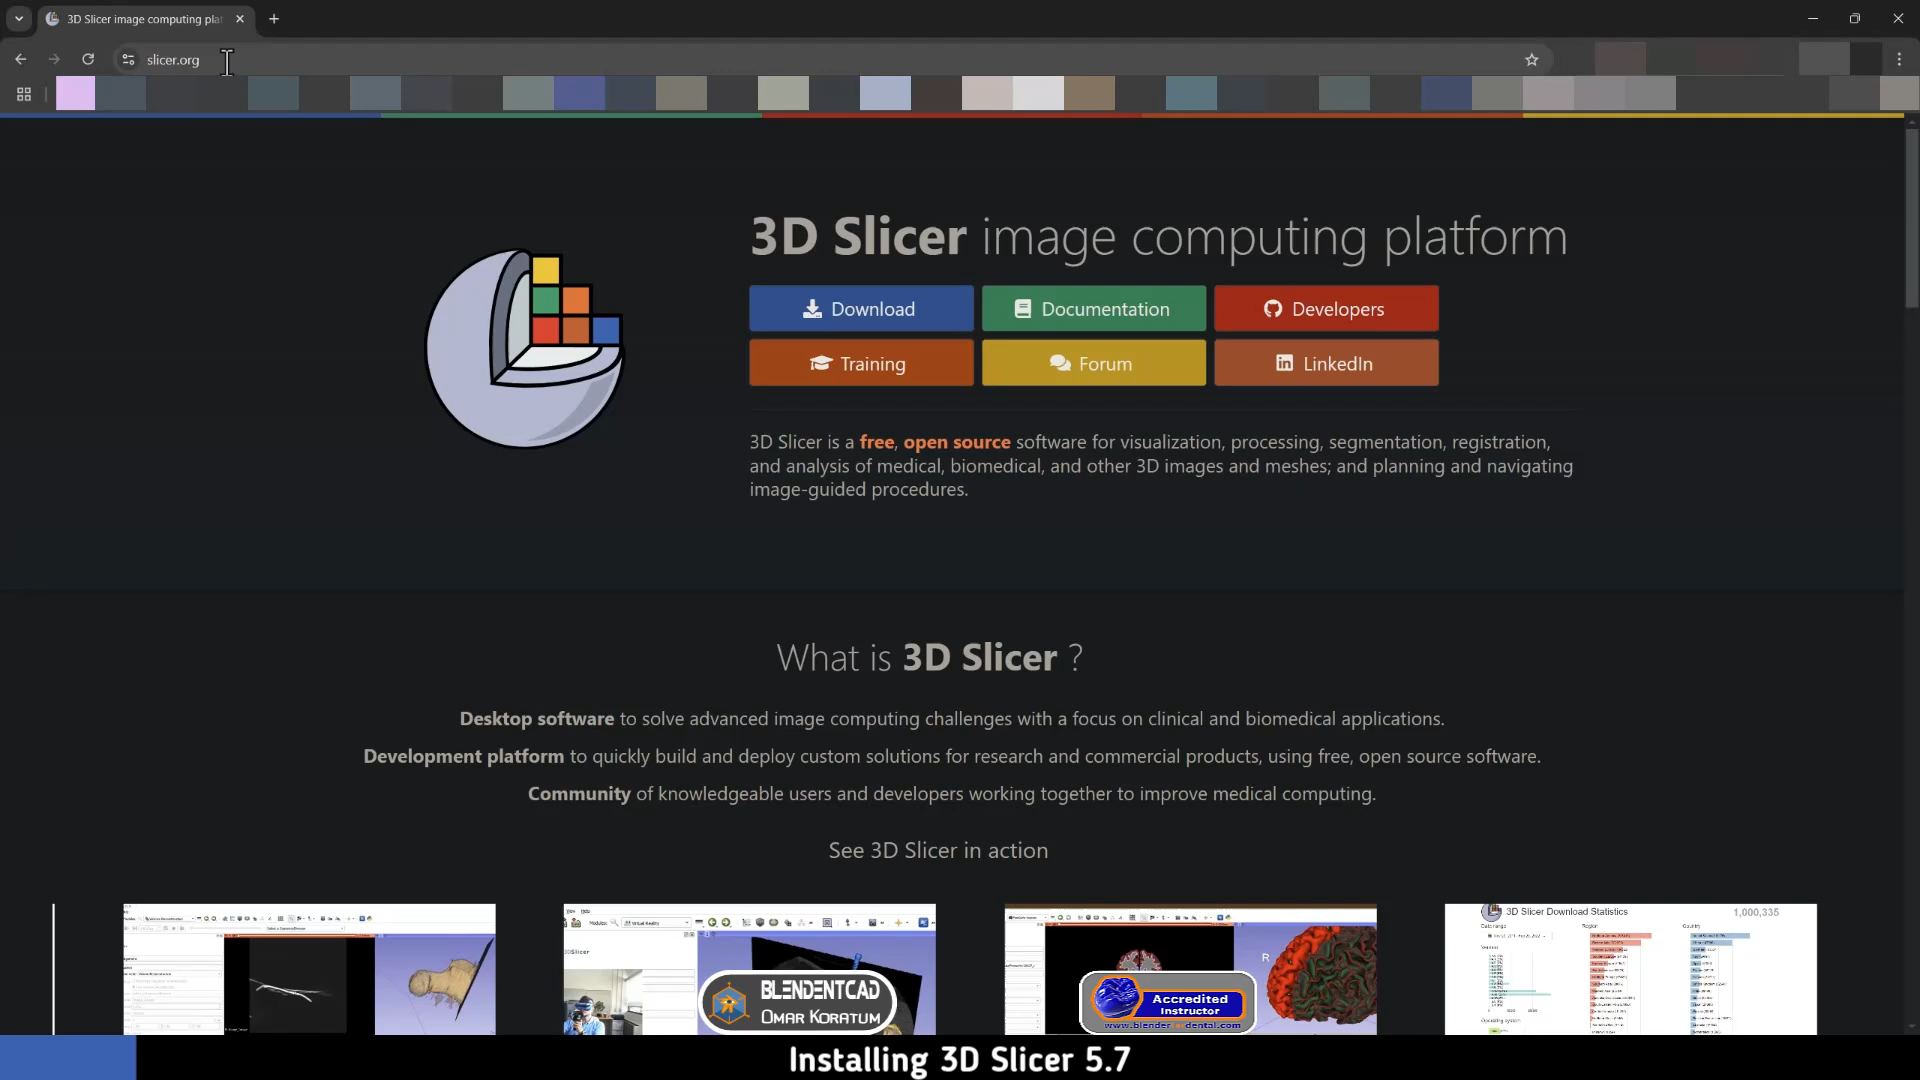 3D Slicer image computing pla
slicer.org
3D Slicer image computing platform
Download
Documentation
Developers
Training
Forum
LinkedIn
3D Slicer is a free, open source software for visualization, processing, segmentation, registration,
and analysis of medical, biomedical, and other 3D images and meshes; and planning and navigating
image-guided procedures.
What is 3D Slicer ?
Desktop software to solve advanced image computing challenges with a focus on clinical and biomedical applications.
Development platform to quickly build and deploy custom solutions for research and commercial products, using free, open source software.
Community of knowledgeable users and developers working together to improve medical computing.
See 3D Slicer in action
3DSlicer
R
3D Slicer Download Statistics
1,000,335
Region
Country
Operating system
BLENDENTCAD
OMAR KORATUM
Accredited
Instructor
Installing 3D Slicer 5.7